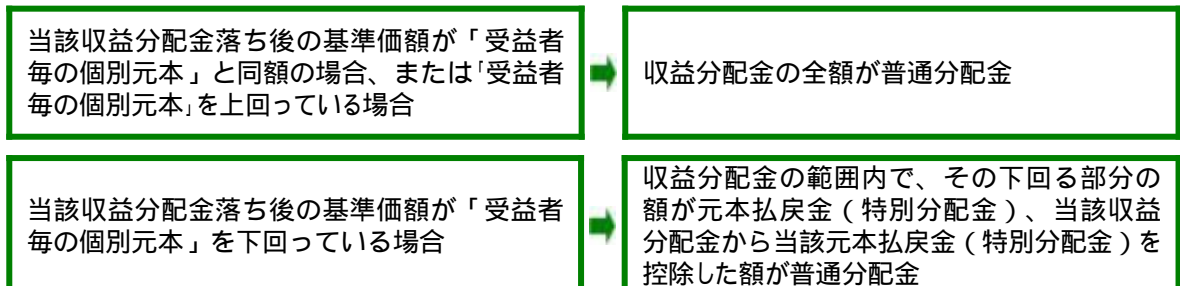 当該収益分配金落ち後の基準価額が「受益者
毎の個別元本」と同額の場合、または「受益者
毎の個別元本」を上回っている場合
収益分配金の全額が普通分配金
当該収益分配金落ち後の基準価額が「受益者
毎の個別元本」を下回っている場合
収益分配金の範囲内で、その下回る部分の
額が元本払戻金(特別分配金)、当該収益
分配金から当該元本払戻金(特別分配金)を
控除した額が普通分配金